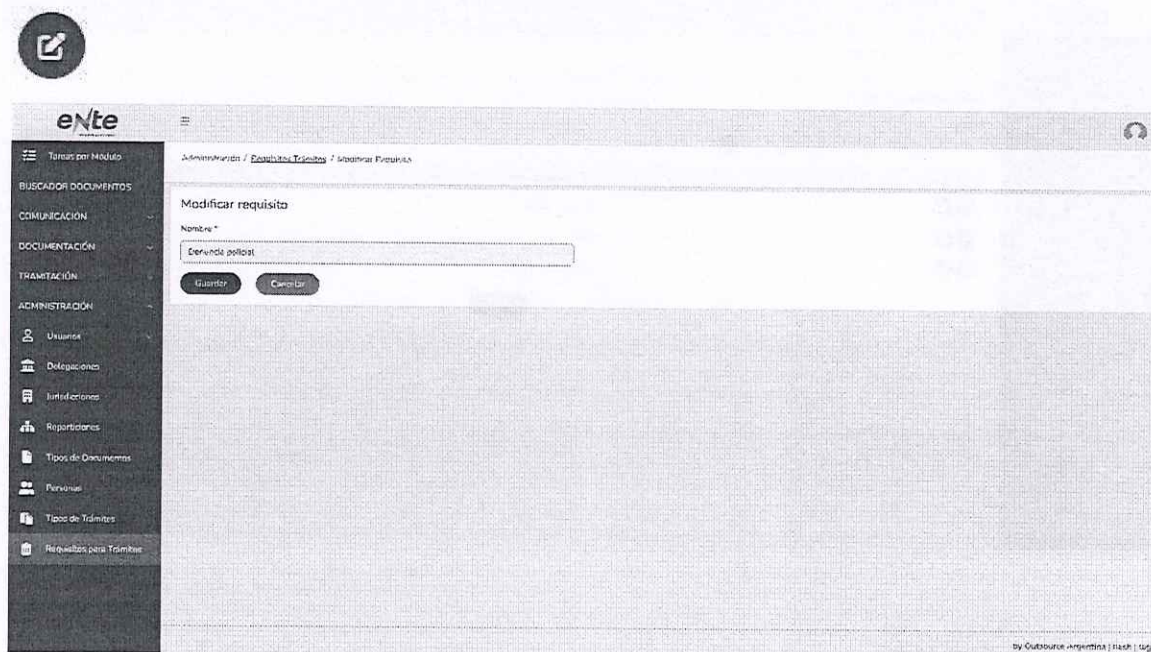 eNte
Tareas por Módulo
BUSCADOR DOCUMENTOS
COMUNICACIÓN
DOCUMENTACIÓN
TRAMITACIÓN
ADMINISTRACIÓN
Usuarios
Delegaciones
Jurisdicciones
Reparticiones
Tipos de Documentos
Personas
Tipos de Trámites
Requisitos para Trámites
Administración / Requisitos Trámites / Modificar Requisito
Modificar requisito
Nombre *
Denuncia policial
Guardar
Cancelar
by Outsource Argentina | flash |